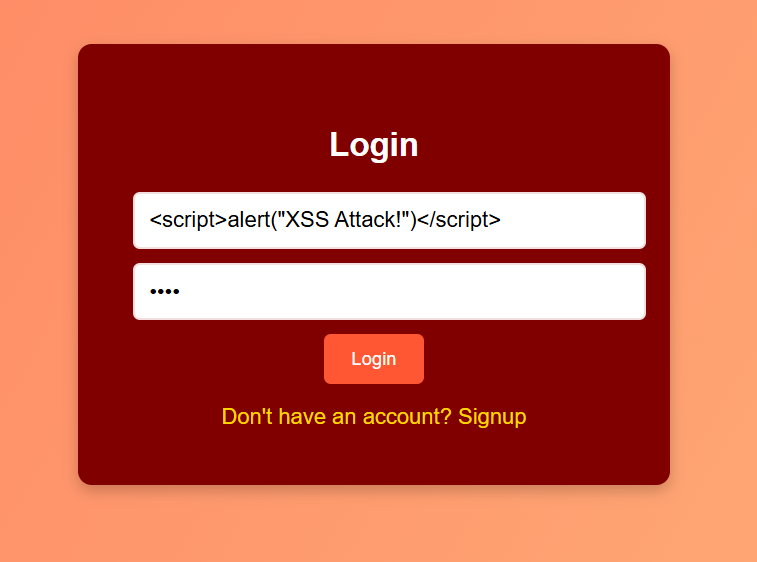 Login
<script>alert("XSS Attack!")</script>
••••
Login
Don't have an account? Signup